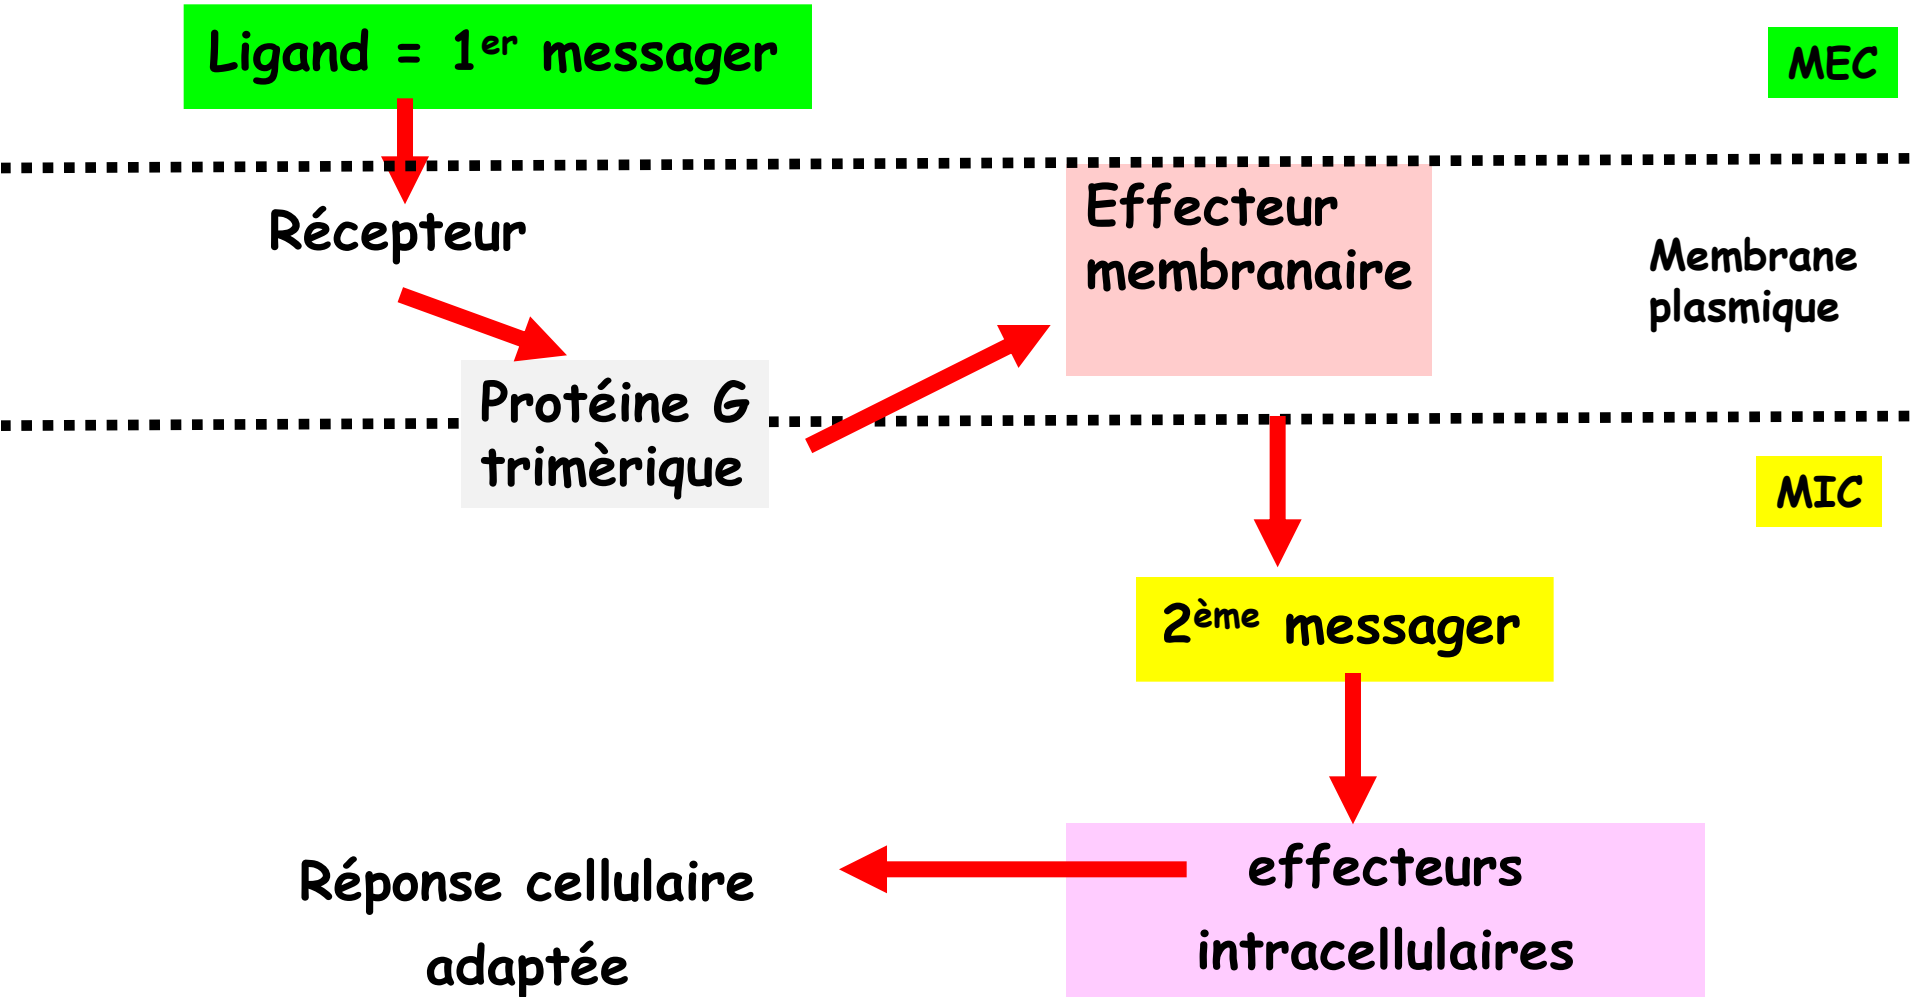 Ligand = 1er messager
MEC
Récepteur
Effecteur
membranaire
Membrane
plasmique
Protéine G
trimèrique
MIC
2ème messager
effecteurs
intracellulaires
Réponse cellulaire
adaptée